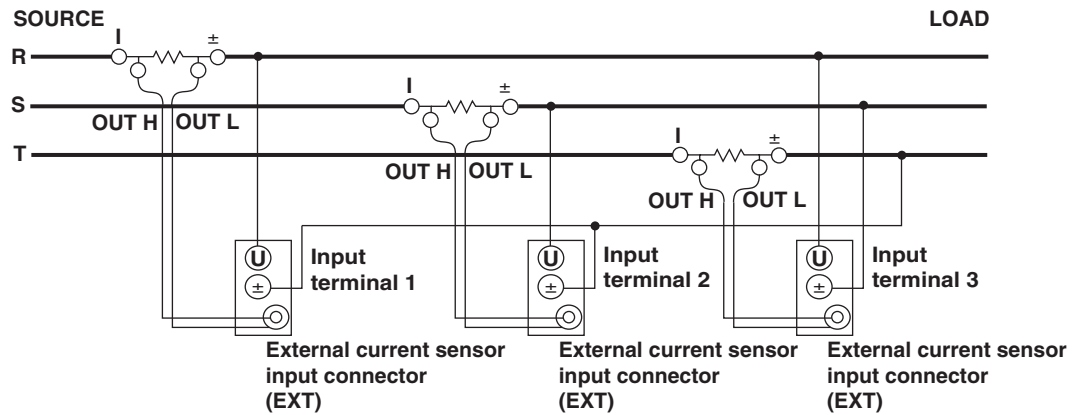 SOURCE
LOAD
I
±
R
I
±
S
OUT H
OUT L
I
±
T
OUT H
OUT L
OUT H
OUT L
U
±
Input
terminal 1
U
±
Input
terminal 2
U
±
Input
terminal 3
External current sensor
input connector
(EXT)
External current sensor
input connector
(EXT)
External current sensor
input connector
(EXT)